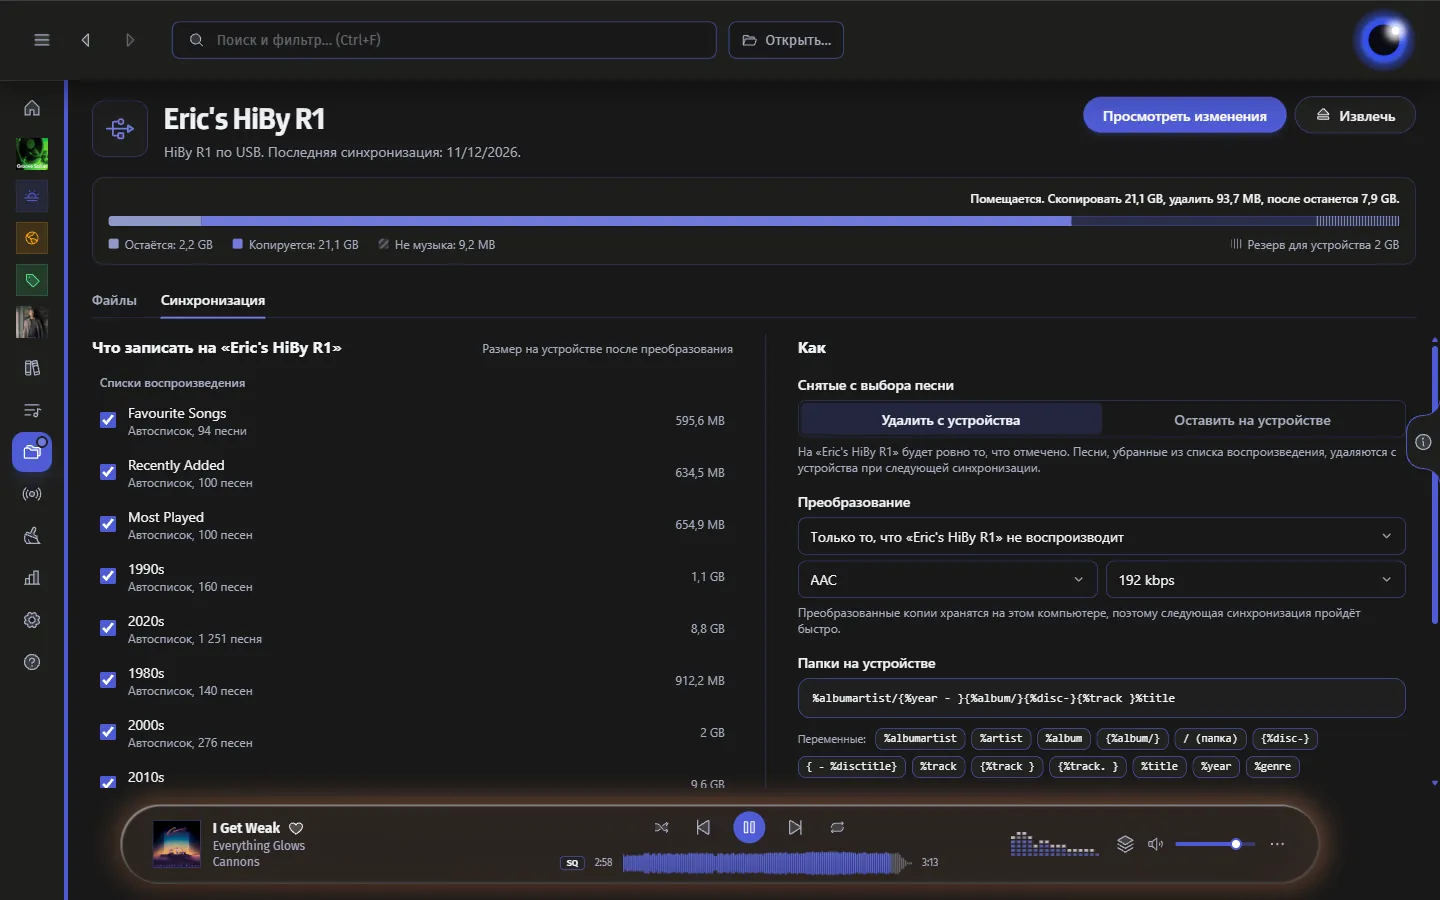 Поиск и фильтр... (Ctrl+F)
Открыть...
Eric's HiBy R1
HiBy R1 по USB. Последняя синхронизация: 11/12/2026.
Просмотреть изменения
Извлечь
Помещается. Скопировать 21,1 GB, удалить 93,7 MB, после останется 7,9 GB.
Остаётся: 2,2 GB
Копируется: 21,1 GB
Не музыка: 9,2 MB
Резерв для устройства 2 GB
Файлы
Синхронизация
Что записать на «Eric's HiBy R1»
Размер на устройстве после преобразования
Списки воспроизведения
Favourite Songs
Автосписок, 94 песни
595,6 MB
Recently Added
Автосписок, 100 песен
634,5 MB
Most Played
Автосписок, 100 песен
654,9 MB
1990s
Автосписок, 160 песен
1,1 GB
2020s
Автосписок, 1 251 песня
8,8 GB
1980s
Автосписок, 140 песен
912,2 MB
2000s
Автосписок, 276 песен
2 GB
2010s
9,6 GB
Как
Снятые с выбора песни
Удалить с устройства
Оставить на устройстве
На «Eric's HiBy R1» будет ровно то, что отмечено. Песни, убранные из списка воспроизведения, удаляются с
устройства при следующей синхронизации.
Преобразование
Только то, что «Eric's HiBy R1» не воспроизводит
AAC
192 kbps
Преобразованные копии хранятся на этом компьютере, поэтому следующая синхронизация пройдёт
быстро.
Папки на устройстве
%albumartist/{%year - }{%album/}{%disc-}{%track }%title
Переменные:
%albumartist
%artist
%album
{%album/}
/ (папка)
{%disc-}
{ - %disctitle}
%track
{%track }
{%track. }
%title
%year
%genre
I Get Weak
Everything Glows
Cannons
SQ
2:58
3:13